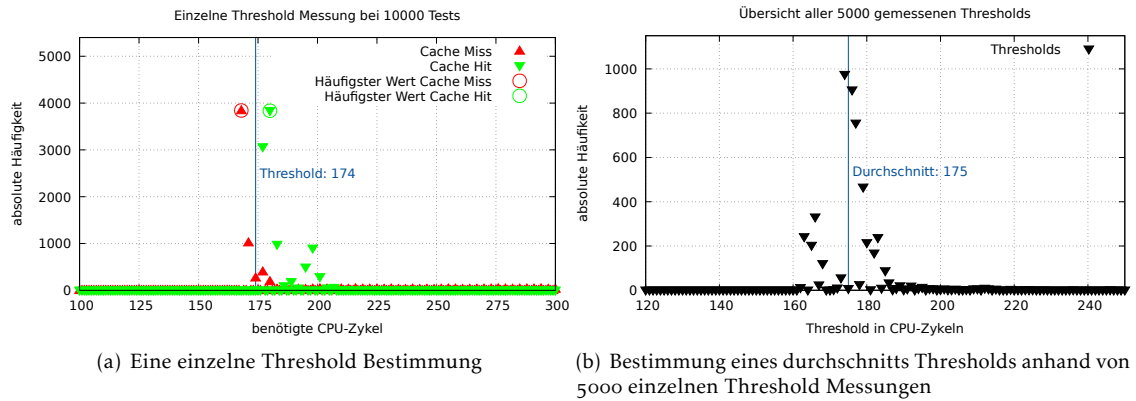 Einzelne Threshold Messung bei 10000 Tests
absolute Häufigkeit
5000
4000
3000
2000
1000
0
Cache Miss
Cache Hit
Häufigster Wert Cache Miss
Häufigster Wert Cache Hit
Threshold: 174
100 125 150 175 200 225 250 275 300
benötigte CPU-Zykel
(a) Eine einzelne Threshold Bestimmung
Übersicht aller 5000 gemessenen Thresholds
absolute Häufikeit
1000
800
600
400
200
0
Thresholds
Durchschnitt: 175
120 140 160 180 200 220 240
Threshold in CPU-Zykeln
(b) Bestimmung eines durchschnitts Thresholds anhand von
5000 einzelnen Threshold Messungen